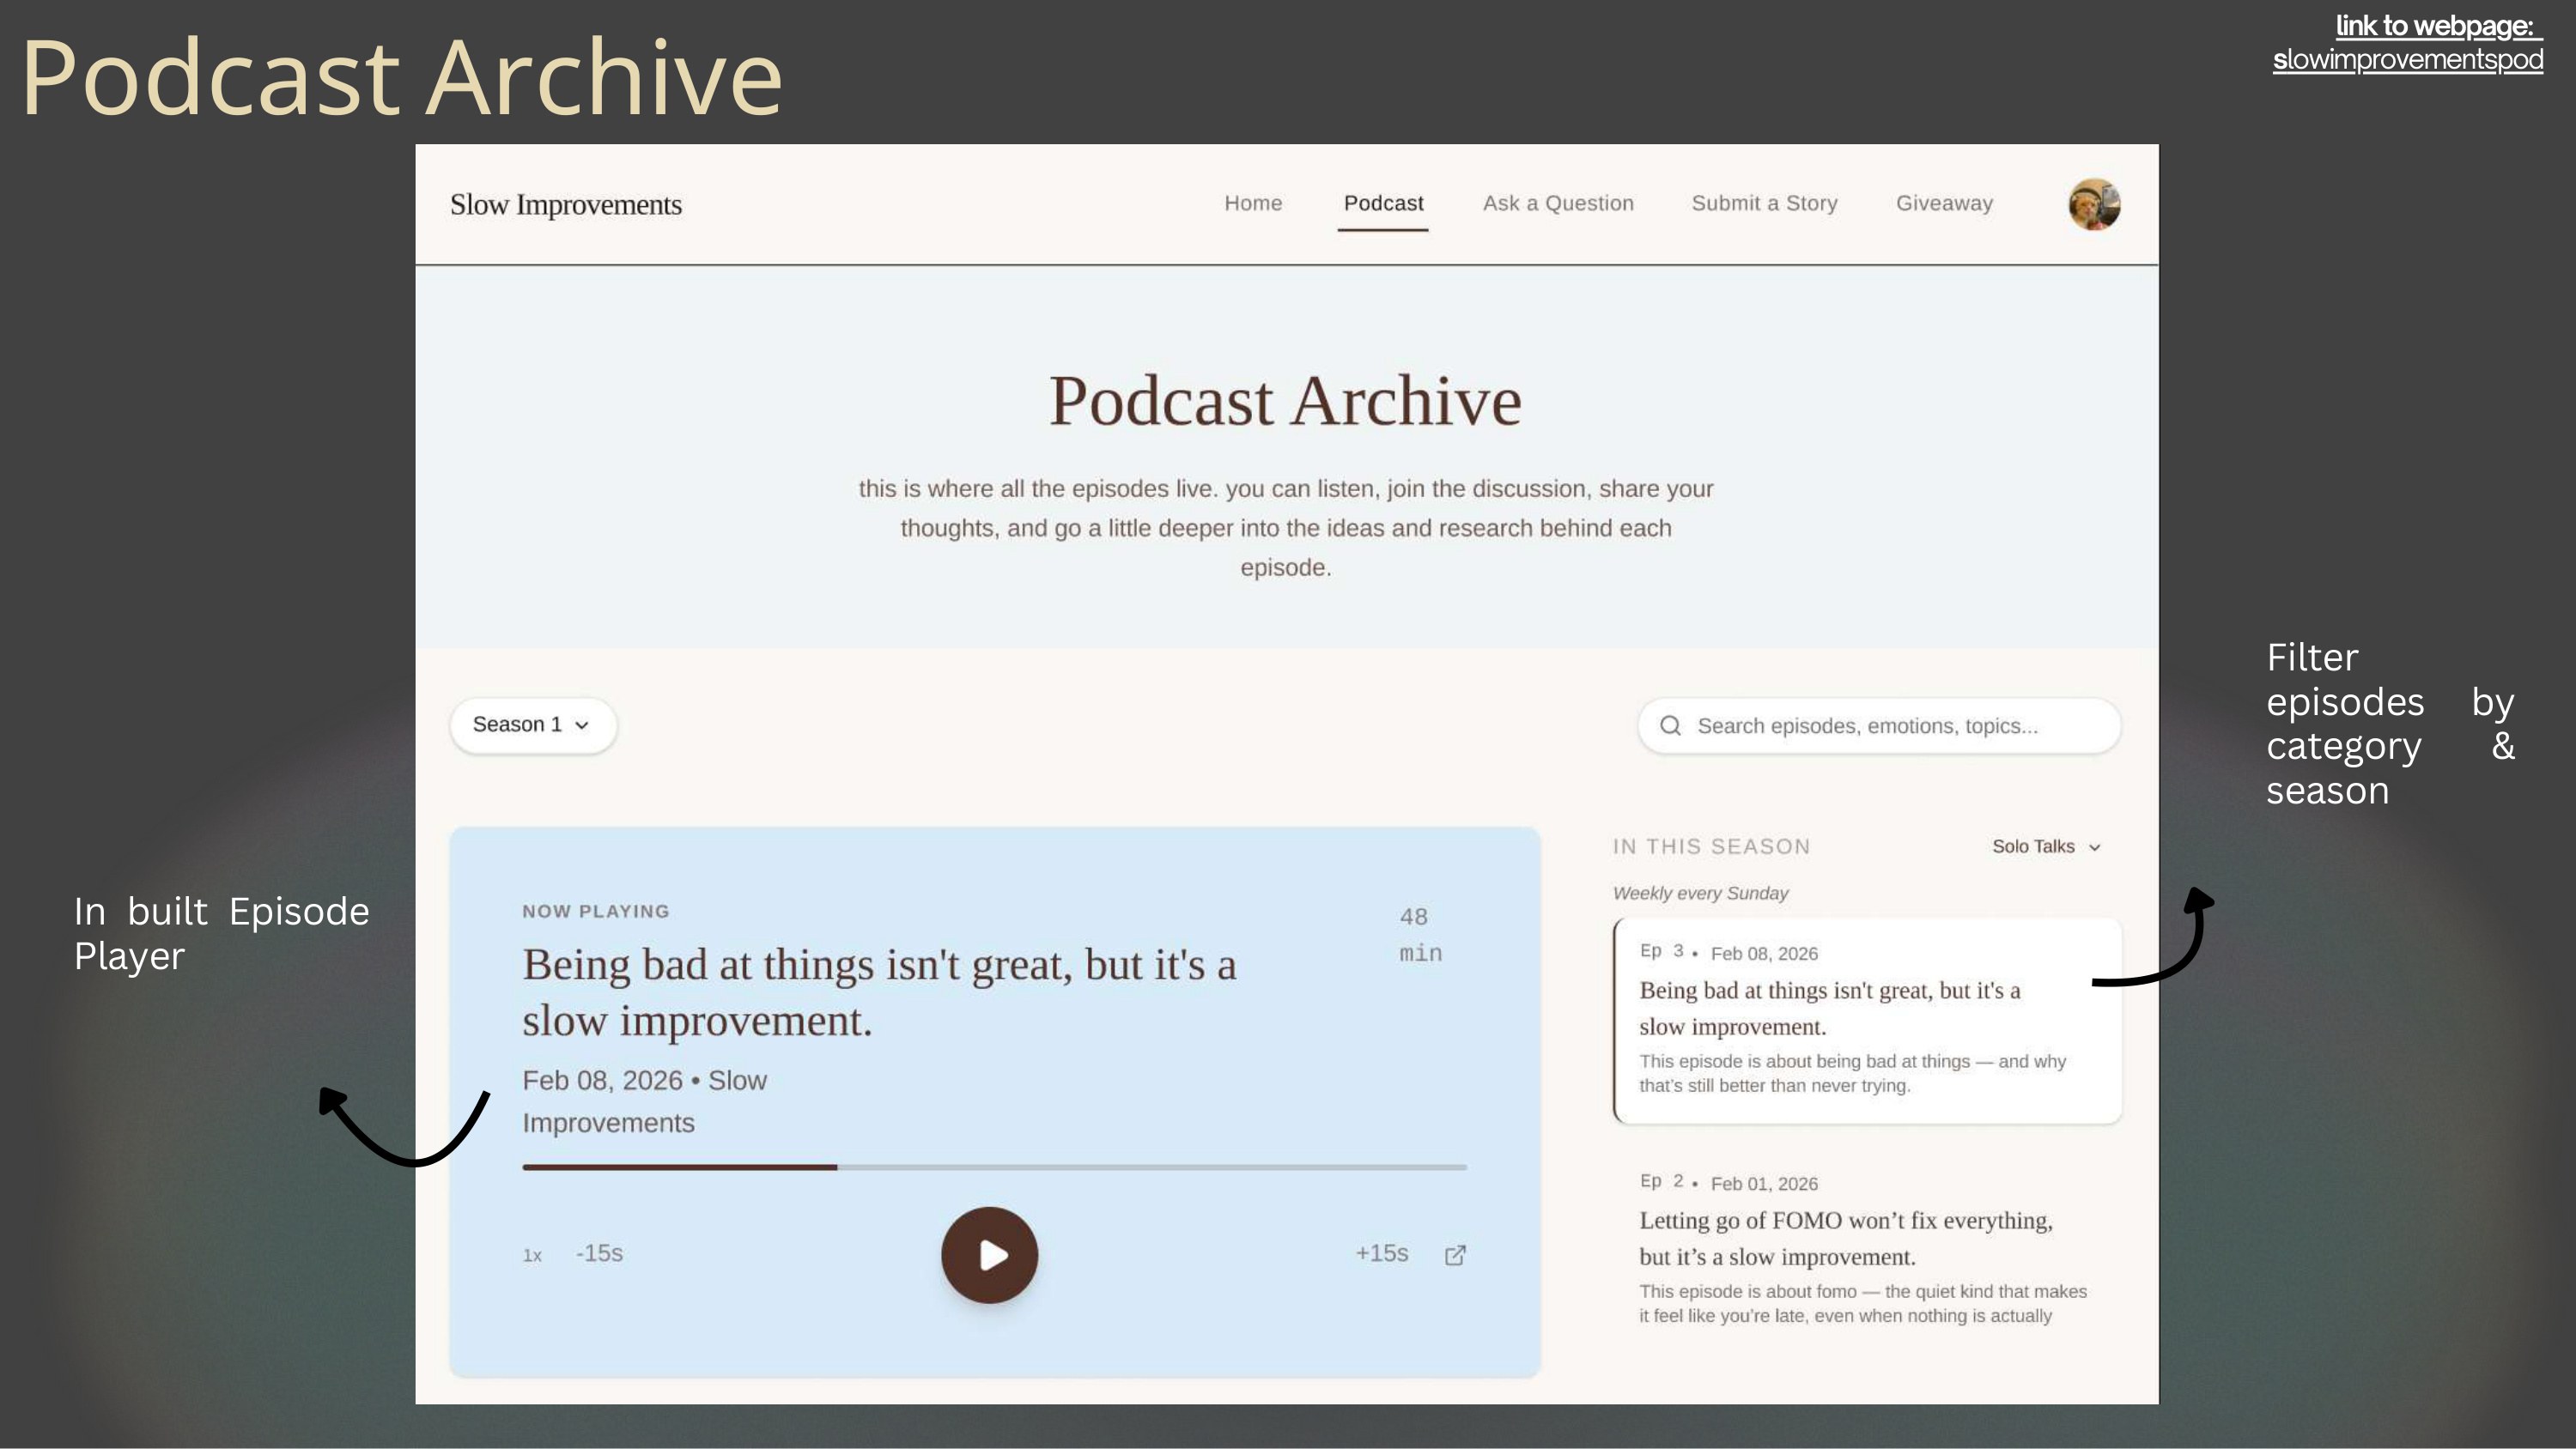 Podcast Archive
link to webpage:
slowimprovementspod
Slow Improvements
Home
Podcast
Ask a Question
Submit a Story
Giveaway
Podcast Archive
this is where all the episodes live. you can listen, join the discussion, share your
thoughts, and go a little deeper into the ideas and research behind each
episode.
Season 1
Search episodes, emotions, topics...
Filter
episodes by
category &
season
In built Episode
Player
NOW PLAYING
48
min
Being bad at things isn't great, but it's a
slow improvement.
Feb 08, 2026 • Slow
Improvements
1x
-15s
+15s
IN THIS SEASON
Solo Talks
Weekly every Sunday
Ep 3 • Feb 08, 2026
Being bad at things isn't great, but it's a
slow improvement.
This episode is about being bad at things — and why
that’s still better than never trying.
Ep 2 • Feb 01, 2026
Letting go of FOMO won’t fix everything,
but it’s a slow improvement.
This episode is about fomo — the quiet kind that makes
it feel like you’re late, even when nothing is actually